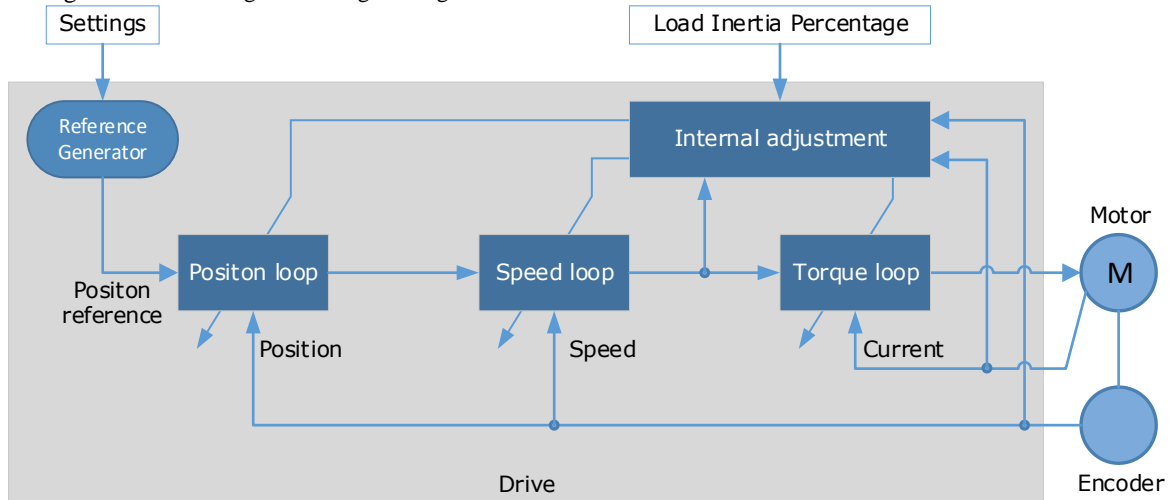 Settings
Load Inertia Percentage
Reference
Generator
Internal adjustment
Motor
M
Positon loop
Speed loop
Torque loop
Positon
reference
Position
Speed
Current
Drive
Encoder